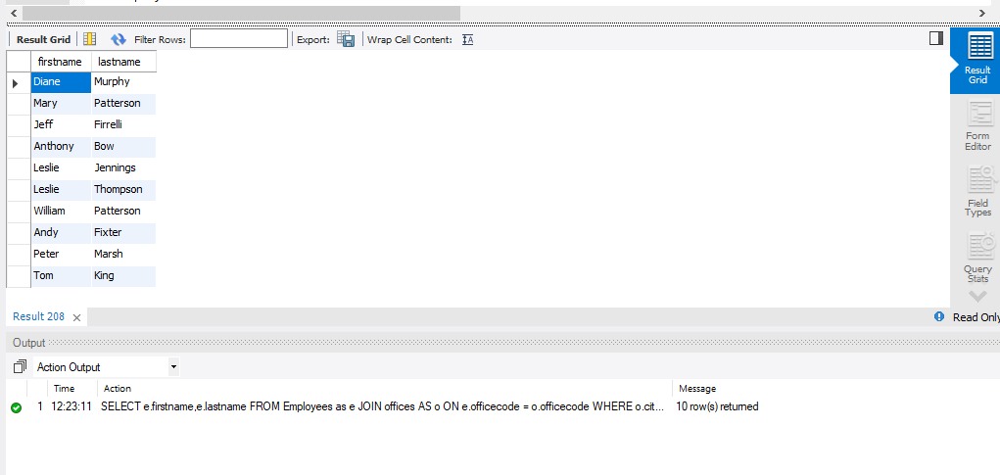 Result Grid Filter Rows: Export: Wrap Cell Content:
firstname lastname
Diane Murphy
Mary Patterson
Jeff Firrelli
Anthony Bow
Leslie Jennings
Leslie Thompson
William Patterson
Andy Fixter
Peter Marsh
Tom King
Result
Grid
Form
Editor
Field
Types
Query
Stats
Result 208
Read Only
Output
Action Output
Time Action Message
1 12:23:11 SELECT e.firstname,e.lastname FROM Employees as e JOIN offices AS o ON e.officecode = o.officecode WHERE o.cit... 10 row(s) returned